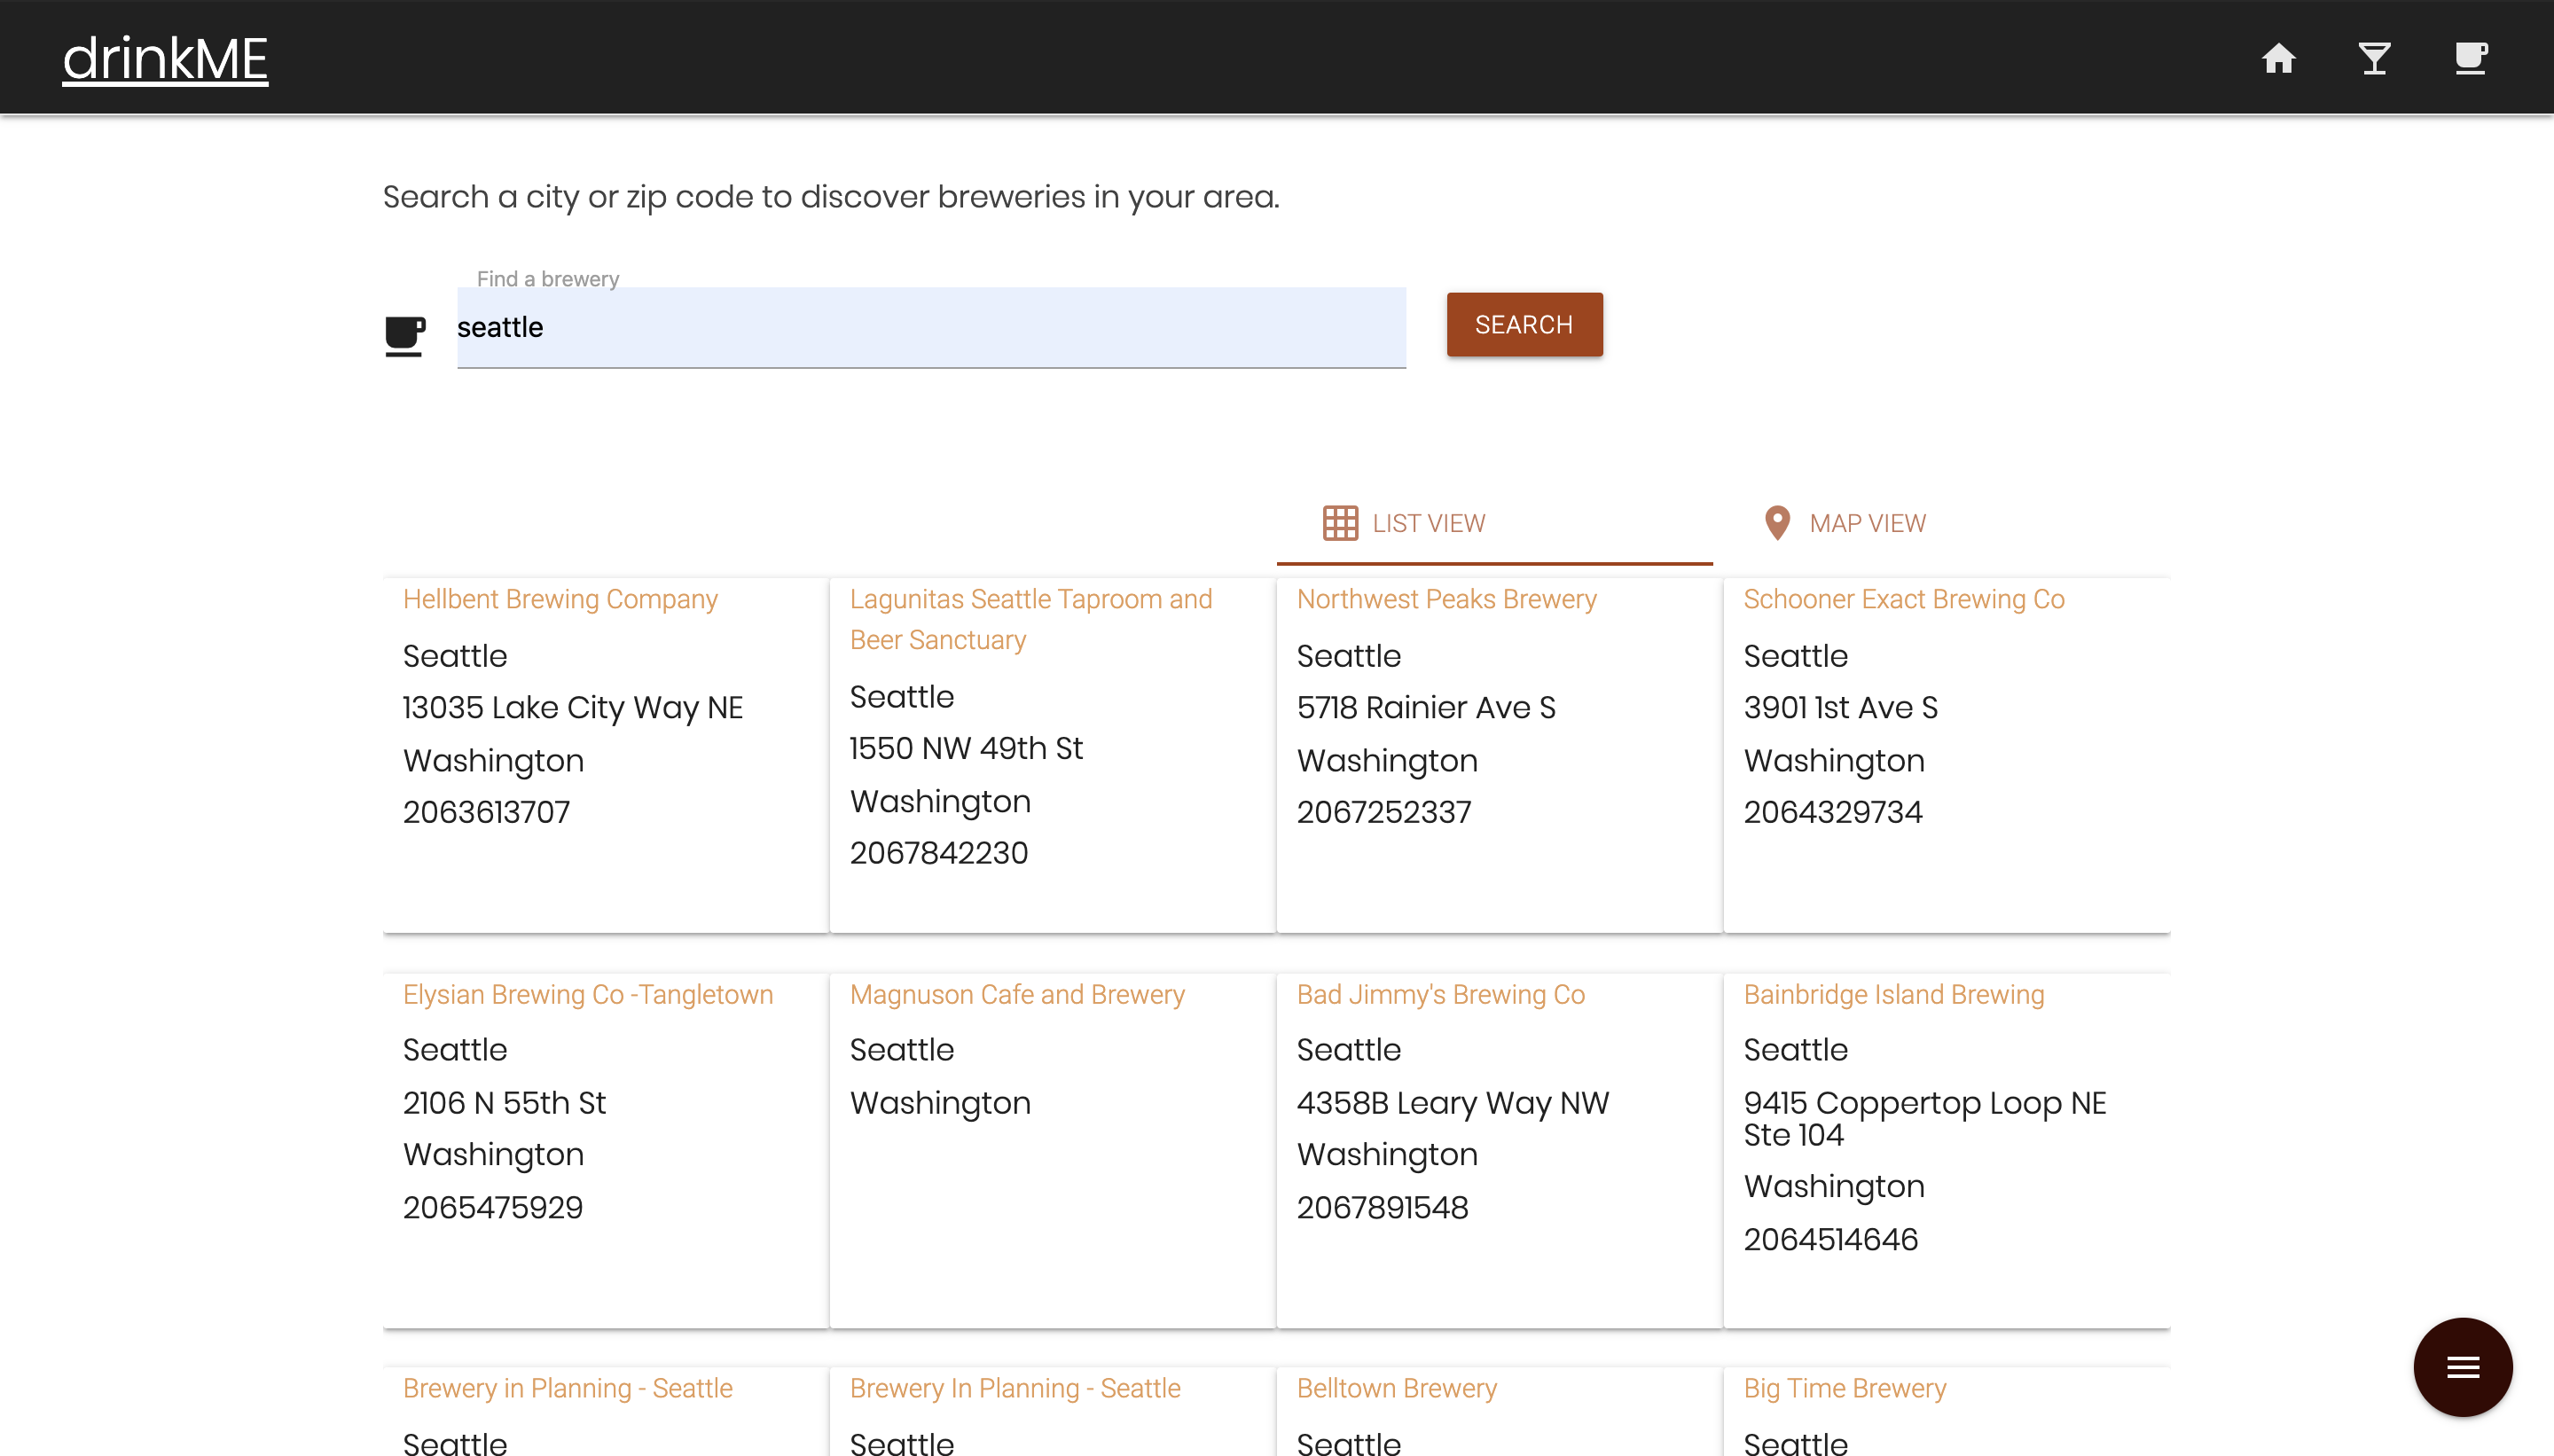 drinkME
Search a city or zip code to discover breweries in your area.
Find a brewery
seattle
SEARCH
LIST VIEW
MAP VIEW
Hellbent Brewing Company
Seattle
13035 Lake City Way NE
Washington
2063613707
Lagunitas Seattle Taproom and
Beer Sanctuary
Seattle
1550 NW 49th St
Washington
2067842230
Northwest Peaks Brewery
Seattle
5718 Rainier Ave S
Washington
2067252337
Schooner Exact Brewing Co
Seattle
3901 1st Ave S
Washington
2064329734
Elysian Brewing Co -Tangletown
Seattle
2106 N 55th St
Washington
2065475929
Magnuson Cafe and Brewery
Seattle
Washington
Bad Jimmy's Brewing Co
Seattle
4358B Leary Way NW
Washington
2067891548
Bainbridge Island Brewing
Seattle
9415 Coppertop Loop NE
Ste 104
Washington
2064514646
Brewery in Planning - Seattle
Seattle
Brewery In Planning - Seattle
Seattle
Belltown Brewery
Seattle
Big Time Brewery
Seattle